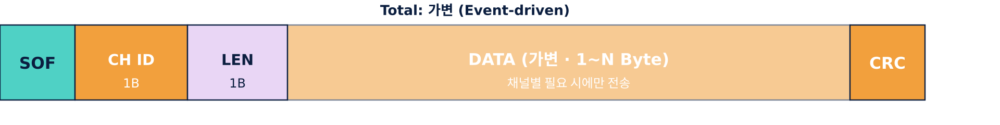 Total: 가변 (Event-driven)
SOF
CH ID
1B
LEN
1B
DATA (가변 · 1~N Byte)
채널별 필요 시에만 전송
CRC